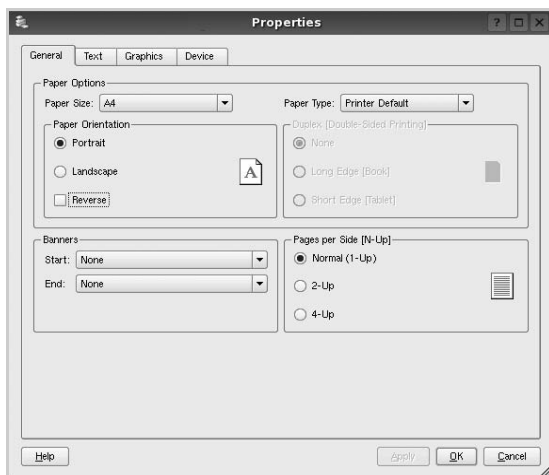 Properties
General Text Graphics Device
Paper Options
Paper Size: A4 Paper Type: Printer Default
Paper Orientation
Portrait
Landscape
Reverse
A
Duplex [Double-Sided Printing]
None
Long Edge [Book]
Short Edge [Tablet]
Banners
Start: None
End: None
Pages per Side [N-Up]
Normal (1-Up)
2-Up
4-Up
Help Apply OK Cancel